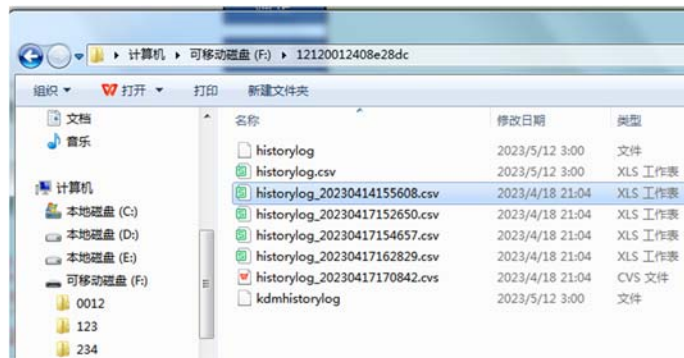 计算机 ▸ 可移动磁盘 (F:) ▸ 12120012408e28dc
组织 打开 打印 新建文件夹
文档
音乐
计算机
本地磁盘 (C:)
本地磁盘 (D:)
本地磁盘 (E:)
可移动磁盘 (F:)
0012
123
234
名称 修改日期 类型
historylog 2023/5/12 3:00 文件
historylog.csv 2023/5/12 3:00 XLS 工作表
historylog_20230414155608.csv 2023/4/18 21:04 XLS 工作表
historylog_20230417152650.csv 2023/4/18 21:04 XLS 工作表
historylog_20230417154657.csv 2023/4/18 21:04 XLS 工作表
historylog_20230417162829.csv 2023/4/18 21:04 XLS 工作表
historylog_20230417170842.cvs 2023/4/18 21:04 CVS 文件
kdmhistorylog 2023/5/12 3:00 文件